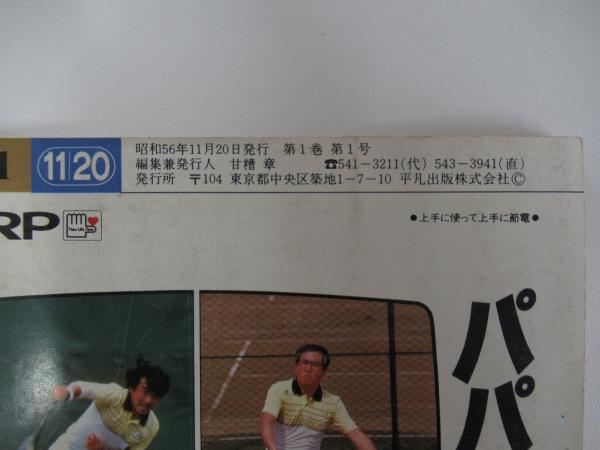 昭和56年11月20日発行 第1巻 第1号
11/20
編集兼発行人 甘糟 章 ☎541-3211(代) 543-3941(直)
発行所 〒104 東京都中央区築地1-7-10 平凡出版株式会社Ⓒ
RP
●上手に使って上手に節電●
パパ